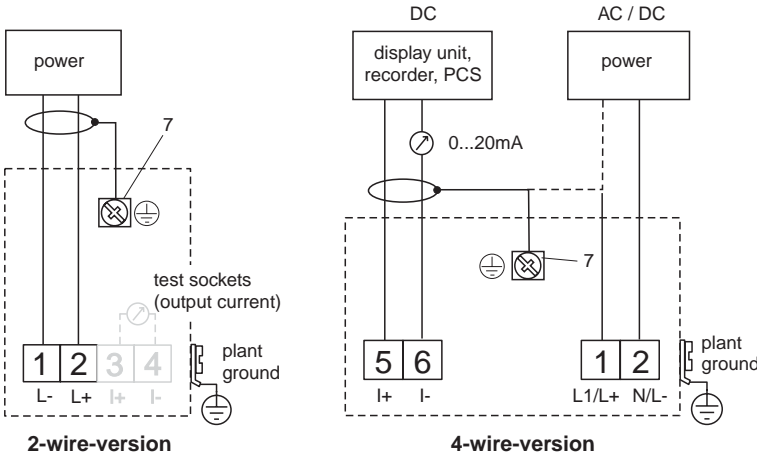 power
7
test sockets
(output current)
1 2 3 4
L- L+ I+ I-
plant
ground
2-wire-version
DC
AC / DC
display unit,
recorder, PCS
power
0...20mA
7
5 6
I+ I-
1 2
L1/L+ N/L-
plant
ground
4-wire-version